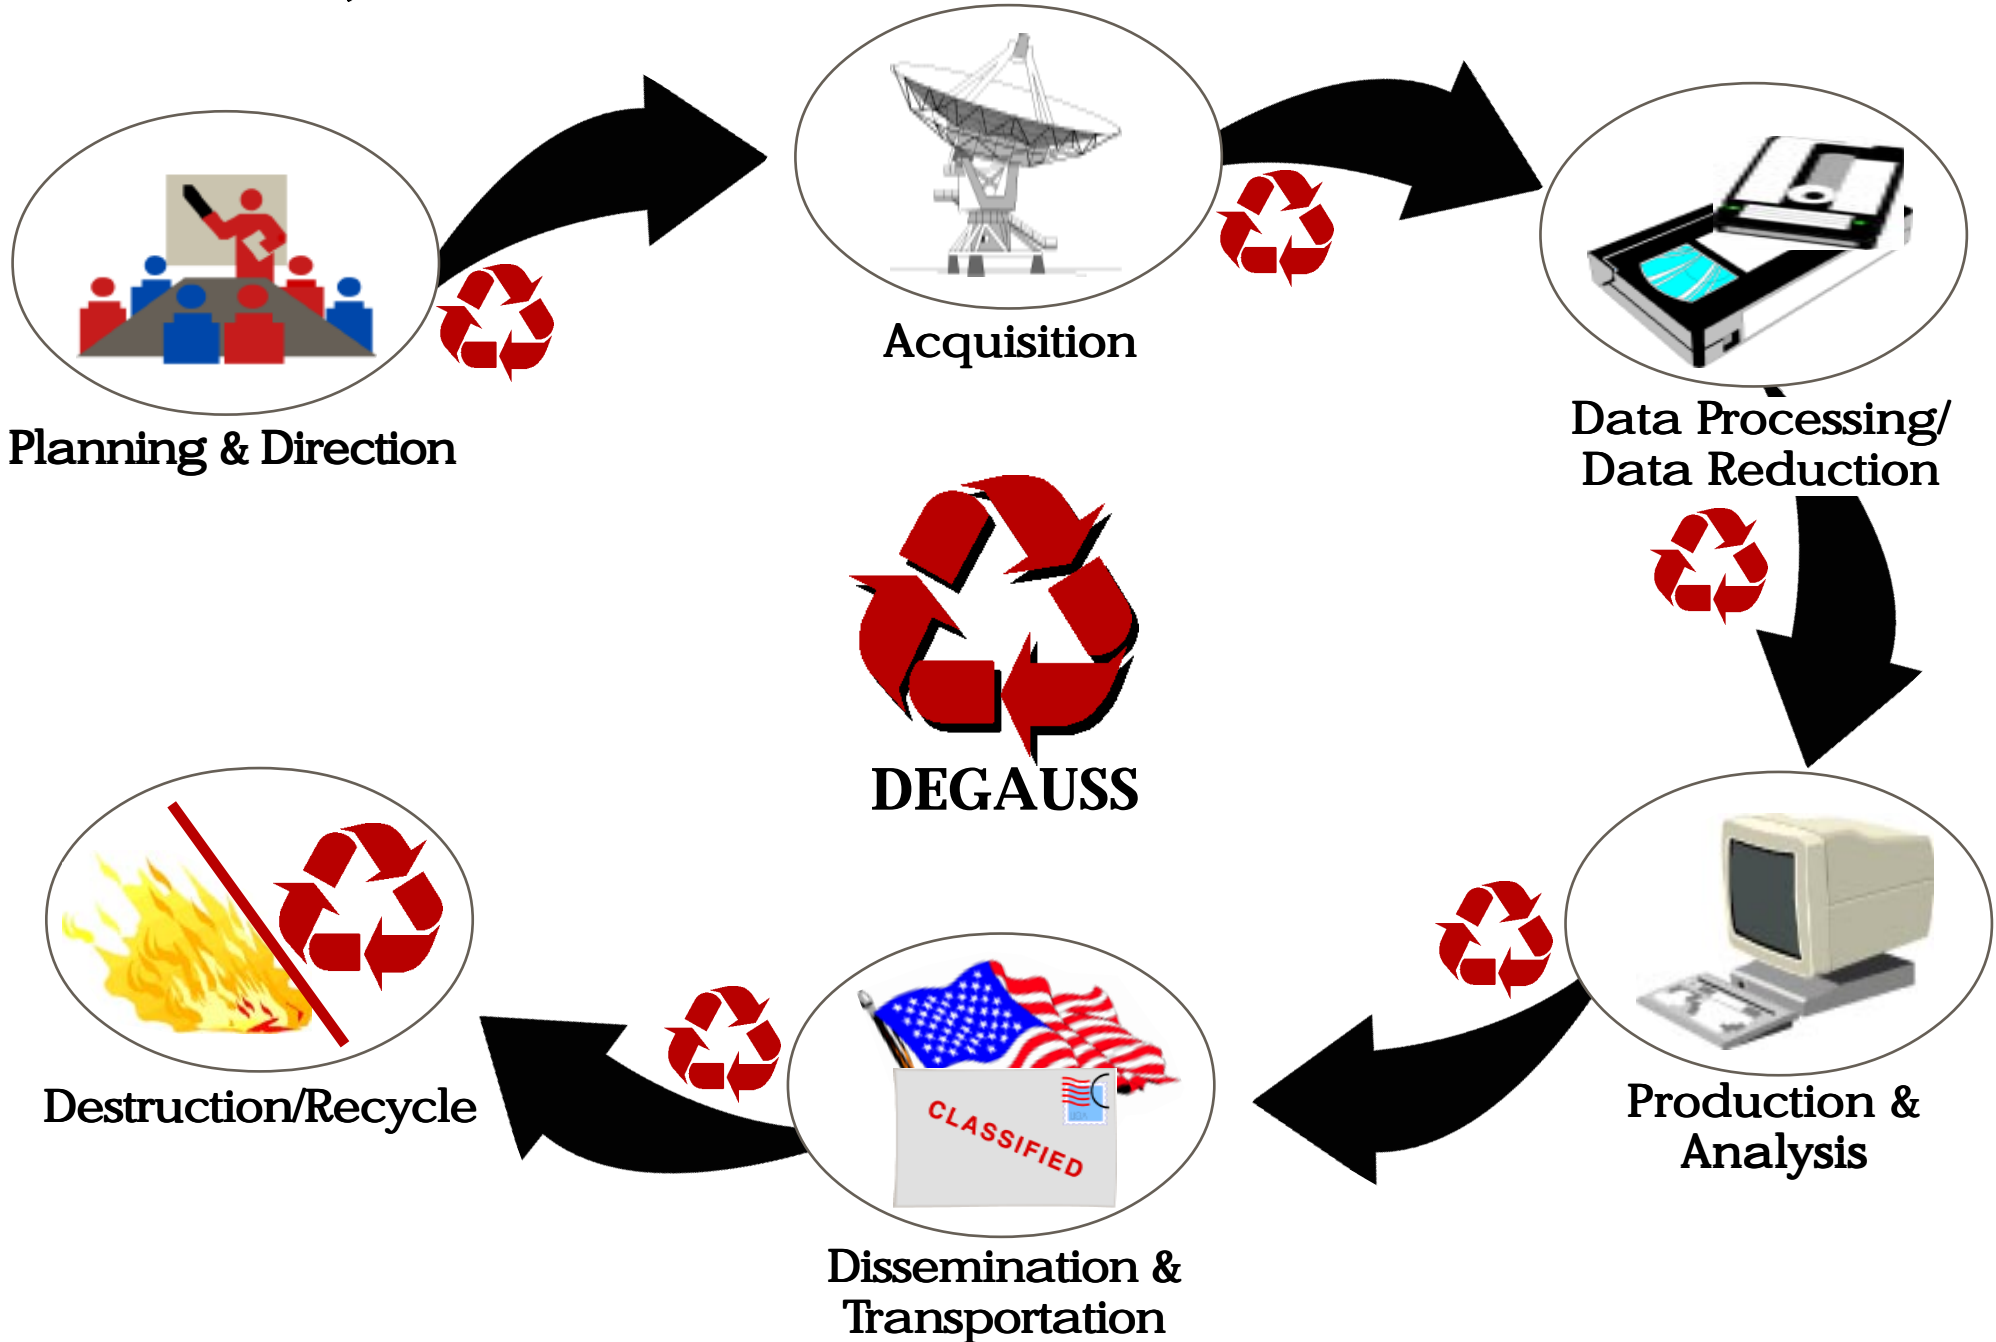 Acquisition
Planning & Direction
Data Processing/
Data Reduction
DEGAUSS
Destruction/Recycle
CLASSIFIED
Production &
Analysis
Dissemination &
Transportation